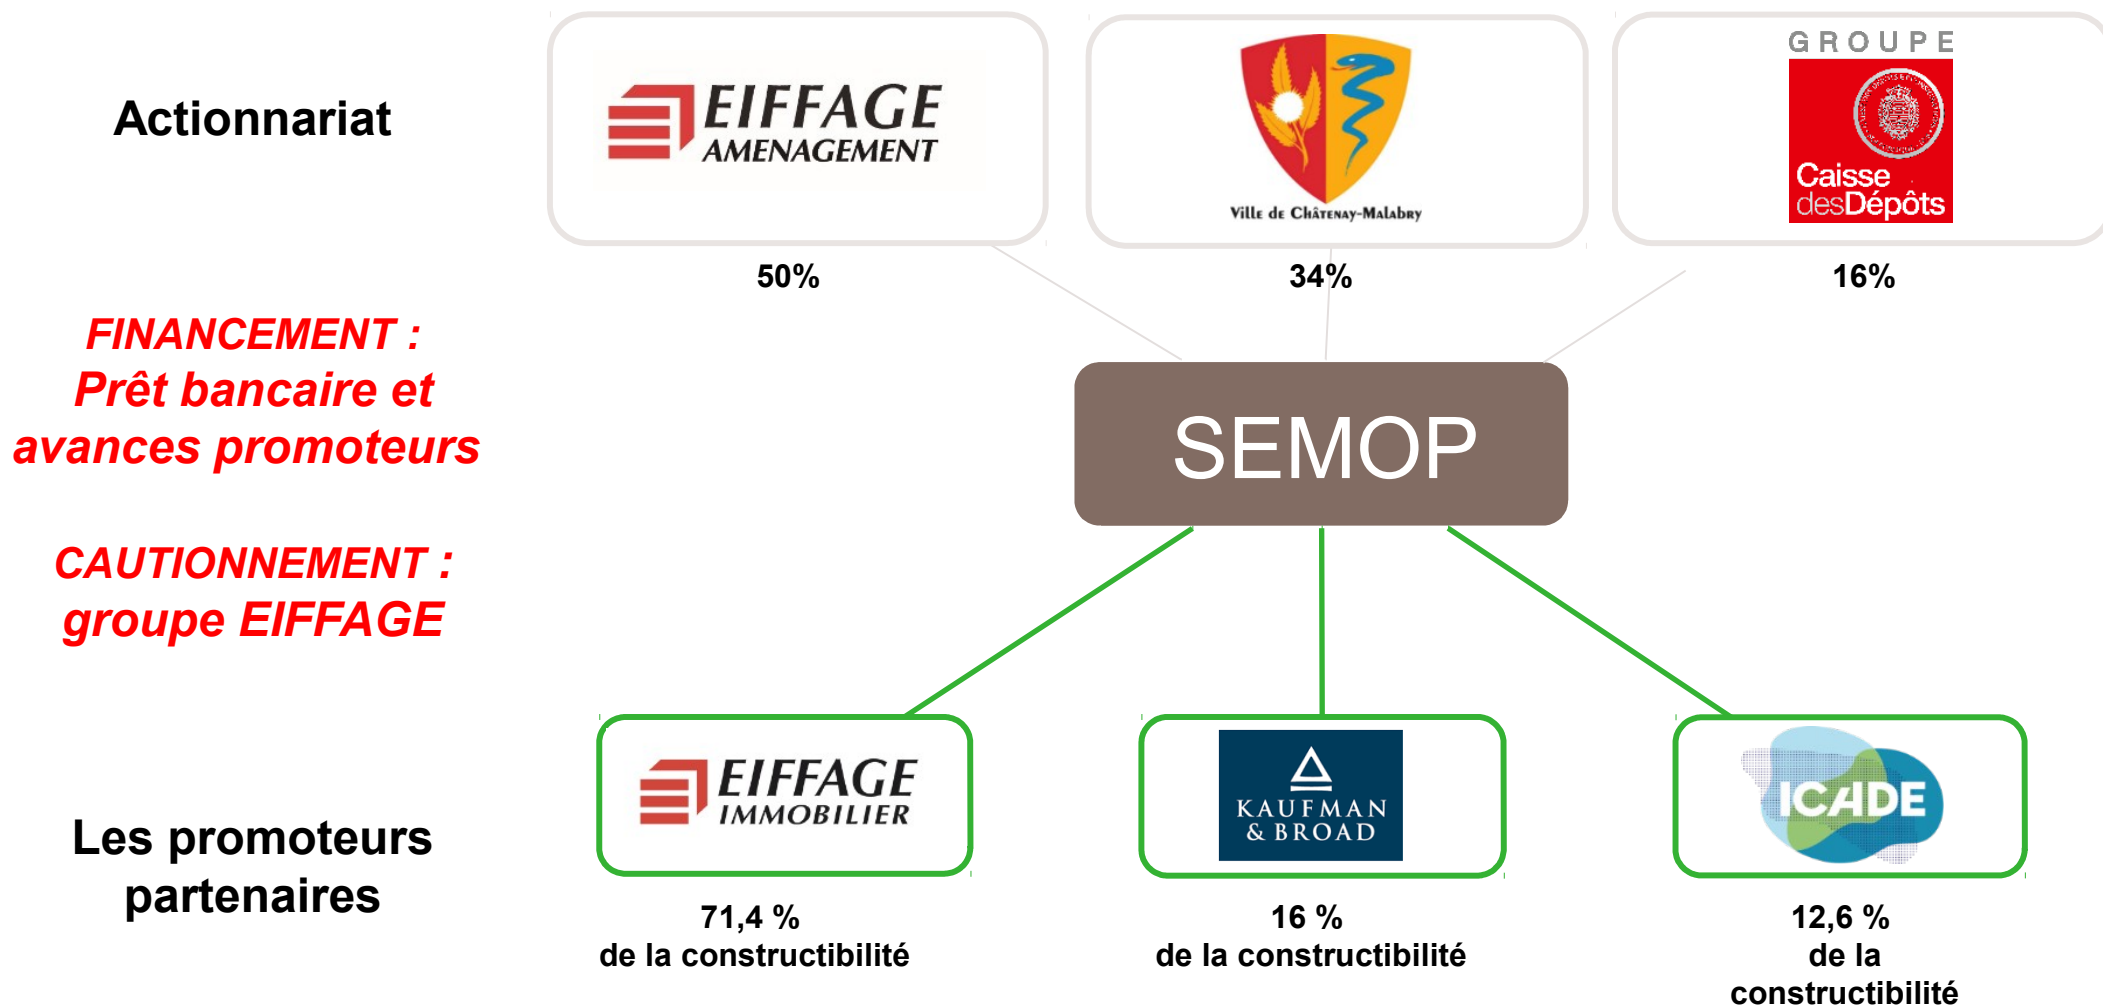 Actionnariat
EIFFAGE
AMENAGEMENT
Ville de Châtenay-Malabry
GROUPE
Caisse
desDépôts
50%
34%
16%
FINANCEMENT :
Prêt bancaire et
avances promoteurs
SEMOP
CAUTIONNEMENT :
groupe EIFFAGE
Les promoteurs
partenaires
EIFFAGE
IMMOBILIER
KAUFMAN
& BROAD
ICADE
71,4 %
de la constructibilité
16 %
de la constructibilité
12,6 %
de la
constructibilité